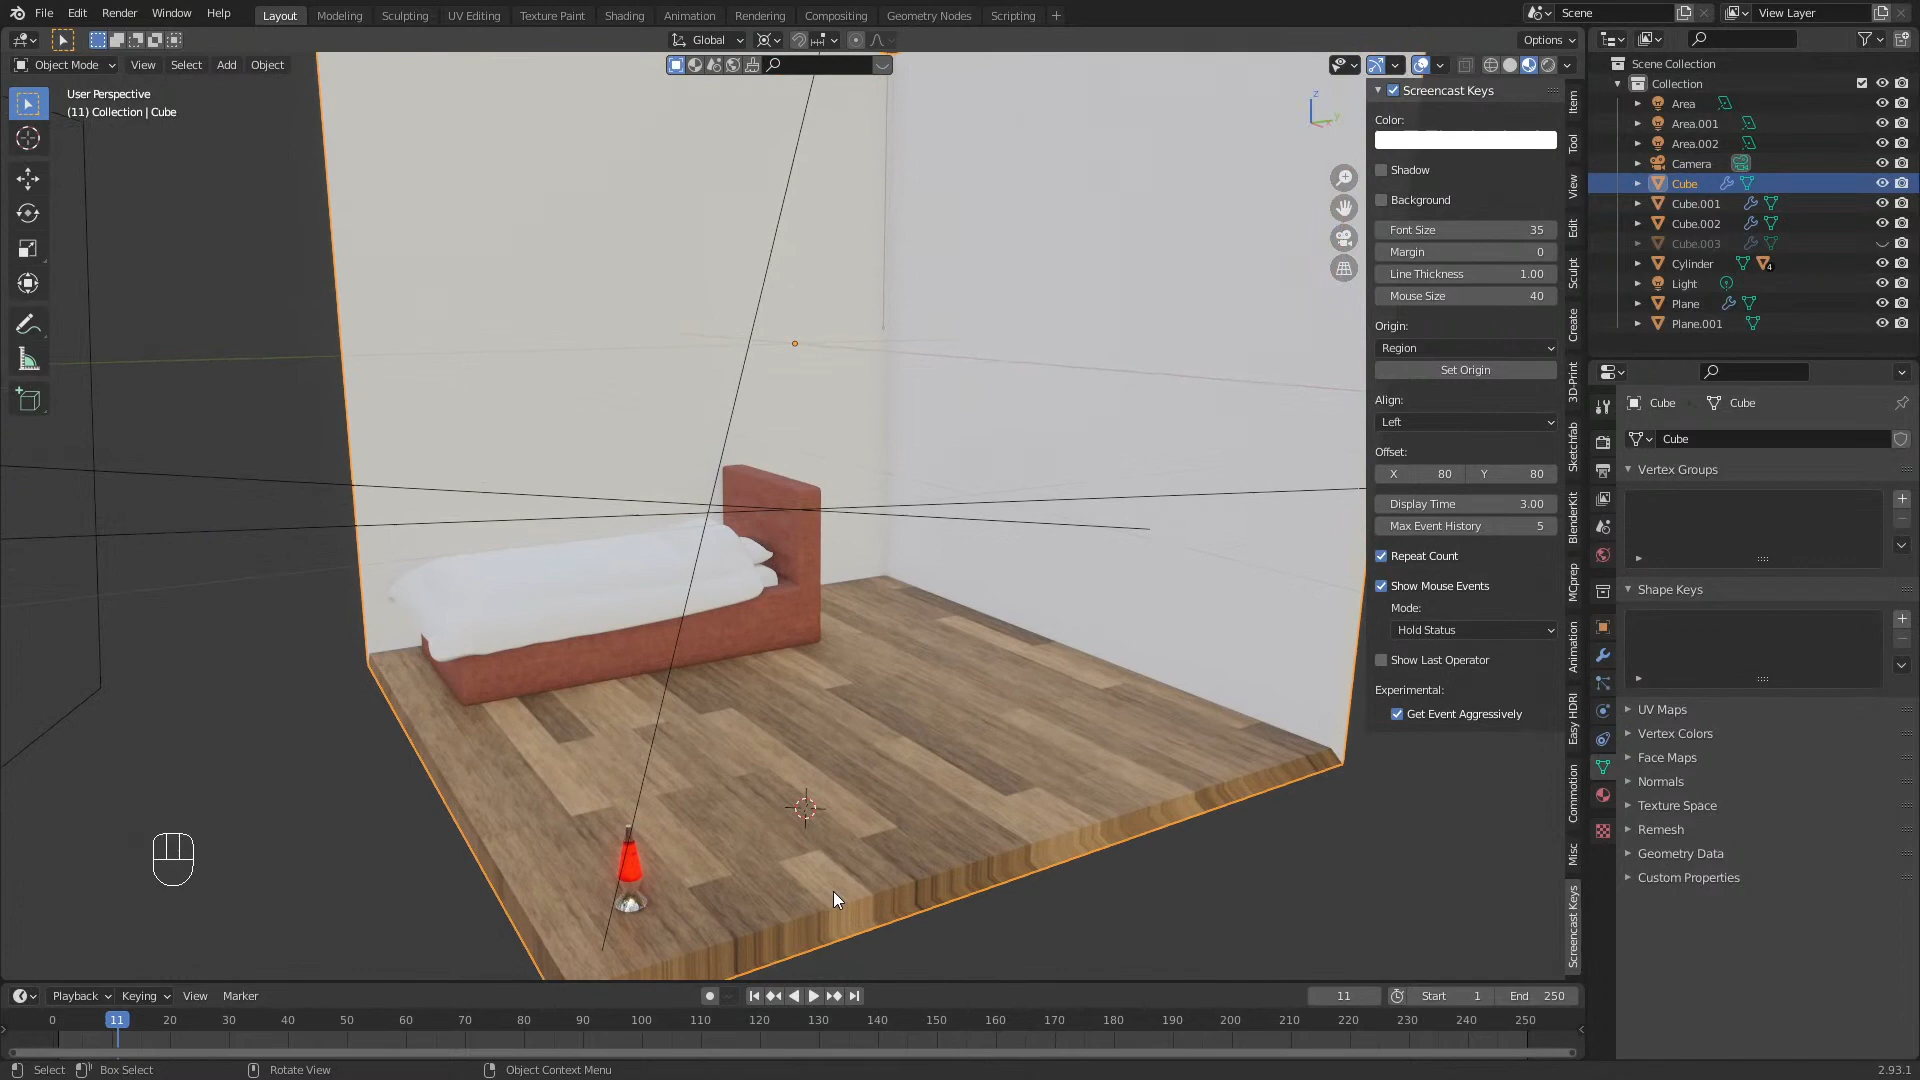 File Edit Render Window Help
Layout Modeling Sculpting UV Editing Texture Paint Shading Animation Rendering Compositing Geometry Nodes Scripting +
Scene View Layer
Global Options
Object Mode View Select Add Object
User Perspective
(11) Collection | Cube
Z
Screencast Keys
Color:
Shadow
Background
Font Size 35
Margin 0
Line Thickness 1.00
Mouse Size 40
Origin:
Region
Set Origin
Align:
Left
Offset:
X 80 Y 80
Display Time 3.00
Max Event History 5
Repeat Count
Show Mouse Events
Mode:
Hold Status
Show Last Operator
Experimental:
Get Event Aggressively
Item
Tool
View
Edit
Sculpt
Create
3D-Print
Sketchfab
BlenderKit
MCprep
Animation
Easy HDRI
Commotion
Misc
Screencast Keys
Scene Collection
Collection
Area
Area.001
Area.002
Camera
Cube
Cube.001
Cube.002
Cube.003
Cylinder 4
Light
Plane
Plane.001
Cube Cube
Cube
Vertex Groups
Shape Keys
UV Maps
Vertex Colors
Face Maps
Normals
Texture Space
Remesh
Geometry Data
Custom Properties
Playback Keying View Marker
11 Start 1 End 250
0 11 20 30 40 50 60 70 80 90 100 110 120 130 140 150 160 170 180 190 200 210 220 230 240 250
Select Box Select Rotate View Object Context Menu 2.93.1